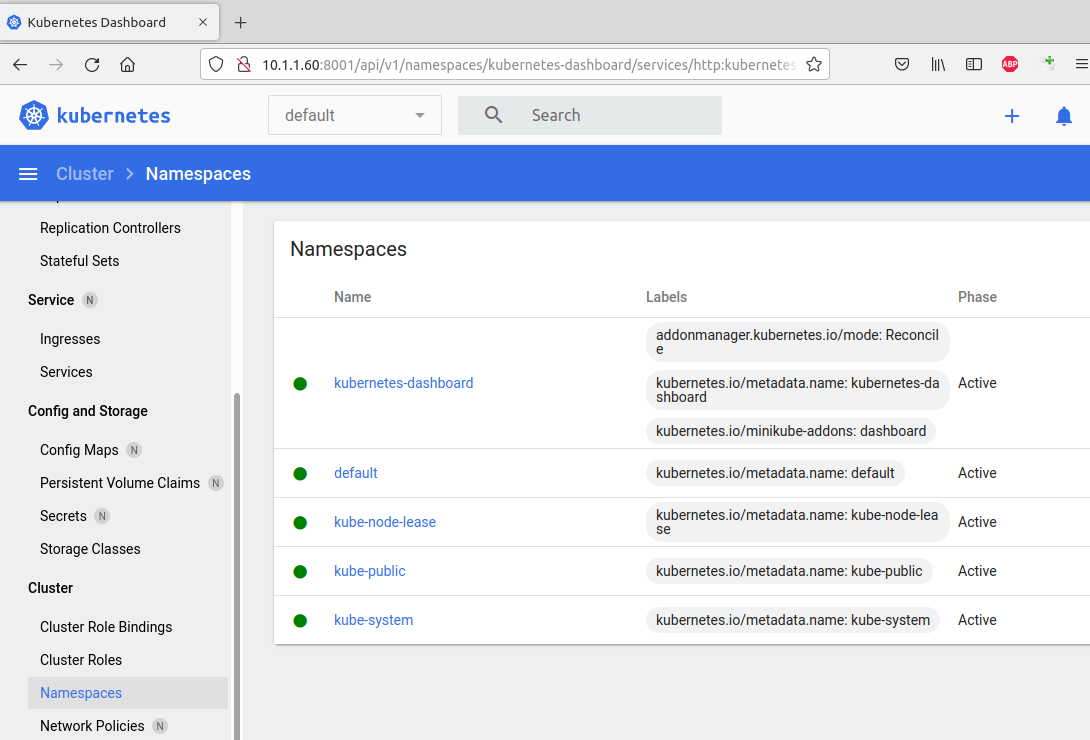 Kubernetes Dashboard
10.1.1.60:8001/api/v1/namespaces/kubernetes-dashboard/services/http:kubernetes
ABP
kubernetes
default
Search
Cluster > Namespaces
Replication Controllers
Stateful Sets
Service N
Ingresses
Services
Config and Storage
Config Maps N
Persistent Volume Claims N
Secrets N
Storage Classes
Cluster
Cluster Role Bindings
Cluster Roles
Namespaces
Network Policies N
Namespaces
Name Labels Phase
addonmanager.kubernetes.io/mode: Reconcil
e
kubernetes-dashboard kubernetes.io/metadata.name: kubernetes-da Active
shboard
kubernetes.io/minikube-addons: dashboard
default kubernetes.io/metadata.name: default Active
kube-node-lease kubernetes.io/metadata.name: kube-node-lea Active
se
kube-public kubernetes.io/metadata.name: kube-public Active
kube-system kubernetes.io/metadata.name: kube-system Active